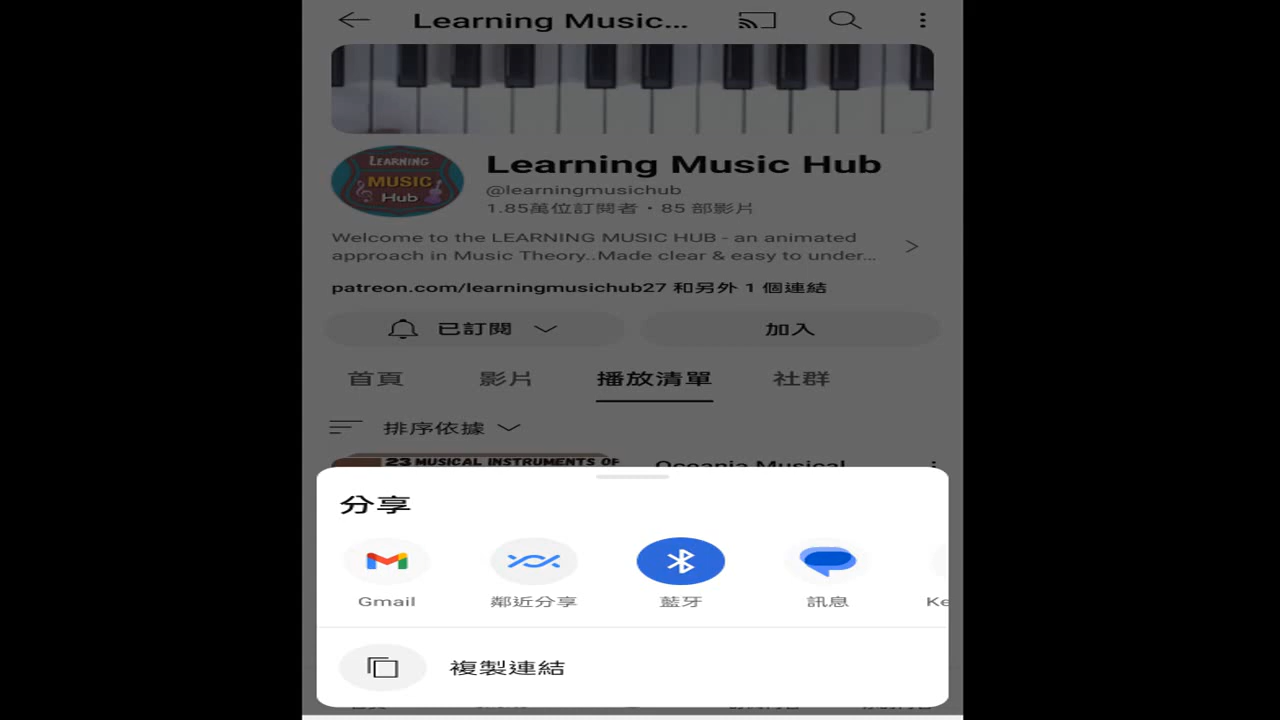 Learning Music...
LEARNING
MUSIC
Hub
Learning Music Hub
@learningmusichub
1.85萬位訂閱者・85 部影片
Welcome to the LEARNING MUSIC HUB - an animated
approach in Music Theory..Made clear & easy to under...
patreon.com/learningmusichub27 和另外 1 個連結
已訂閱
加入
首頁
影片
播放清單
社群
排序依據
23 MUSICAL INSTRUMENTS OF
Oceania Musical
分享
Gmail
鄰近分享
藍牙
訊息
Ke
複製連結